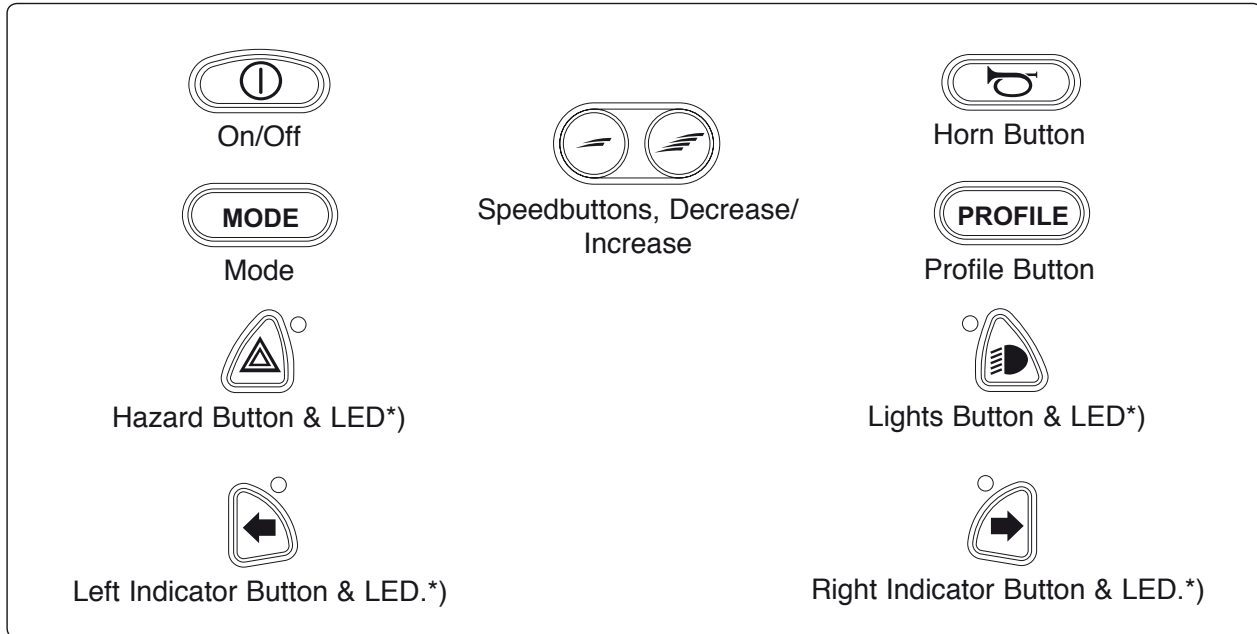 On/Off
Horn Button
MODE
Mode
Speedbuttons, Decrease/
Increase
PROFILE
Profile Button
Hazard Button & LED*)
Lights Button & LED*)
Left Indicator Button & LED.*)
Right Indicator Button & LED.*)